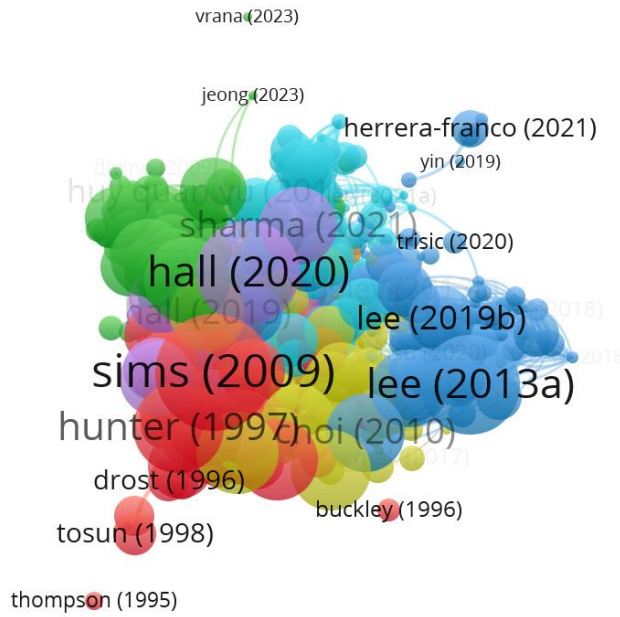 vrana (2023)
jeong (2023)
herrera-franco (2021)
yin (2019)
sharma (2021)
trisic (2020)
hall (2020)
hall (2019)
lee (2019b)
sims (2009)
lee (2013a)
hunter (1997)
choi (2010)
drost (1996)
buckley (1996)
tosun (1998)
thompson (1995)